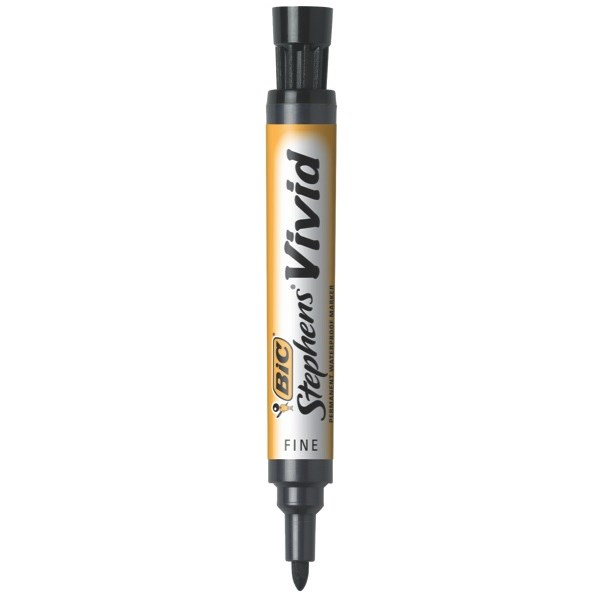 BIC®
Stephens' Vivid
PERMANENT WATERPROOF MARKER
FINE